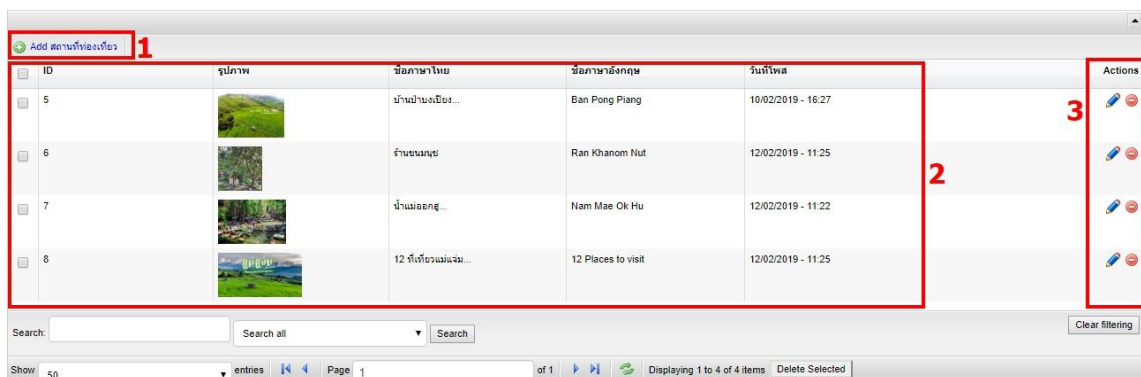 Add สถานที่ท่องเที่ยว 1
ID รูปภาพ ชื่อภาษาไทย ชื่อภาษาอังกฤษ วันที่โพส Actions
5 บ้านป่าบงเปียง... Ban Pong Piang 10/02/2019 - 16:27 3
6 ร้านขนมนุช Ran Khanom Nut 12/02/2019 - 11:25 2
7 น้ำแม่ออกฮู... Nam Mae Ok Hu 12/02/2019 - 11:22
แม่แจ่ม
8 12 ที่เที่ยวแม่แจ่ม... 12 Places to visit 12/02/2019 - 11:25
Search: Search all Search Clear filtering
Show 50 entries Page 1 of 1 Displaying 1 to 4 of 4 items Delete Selected